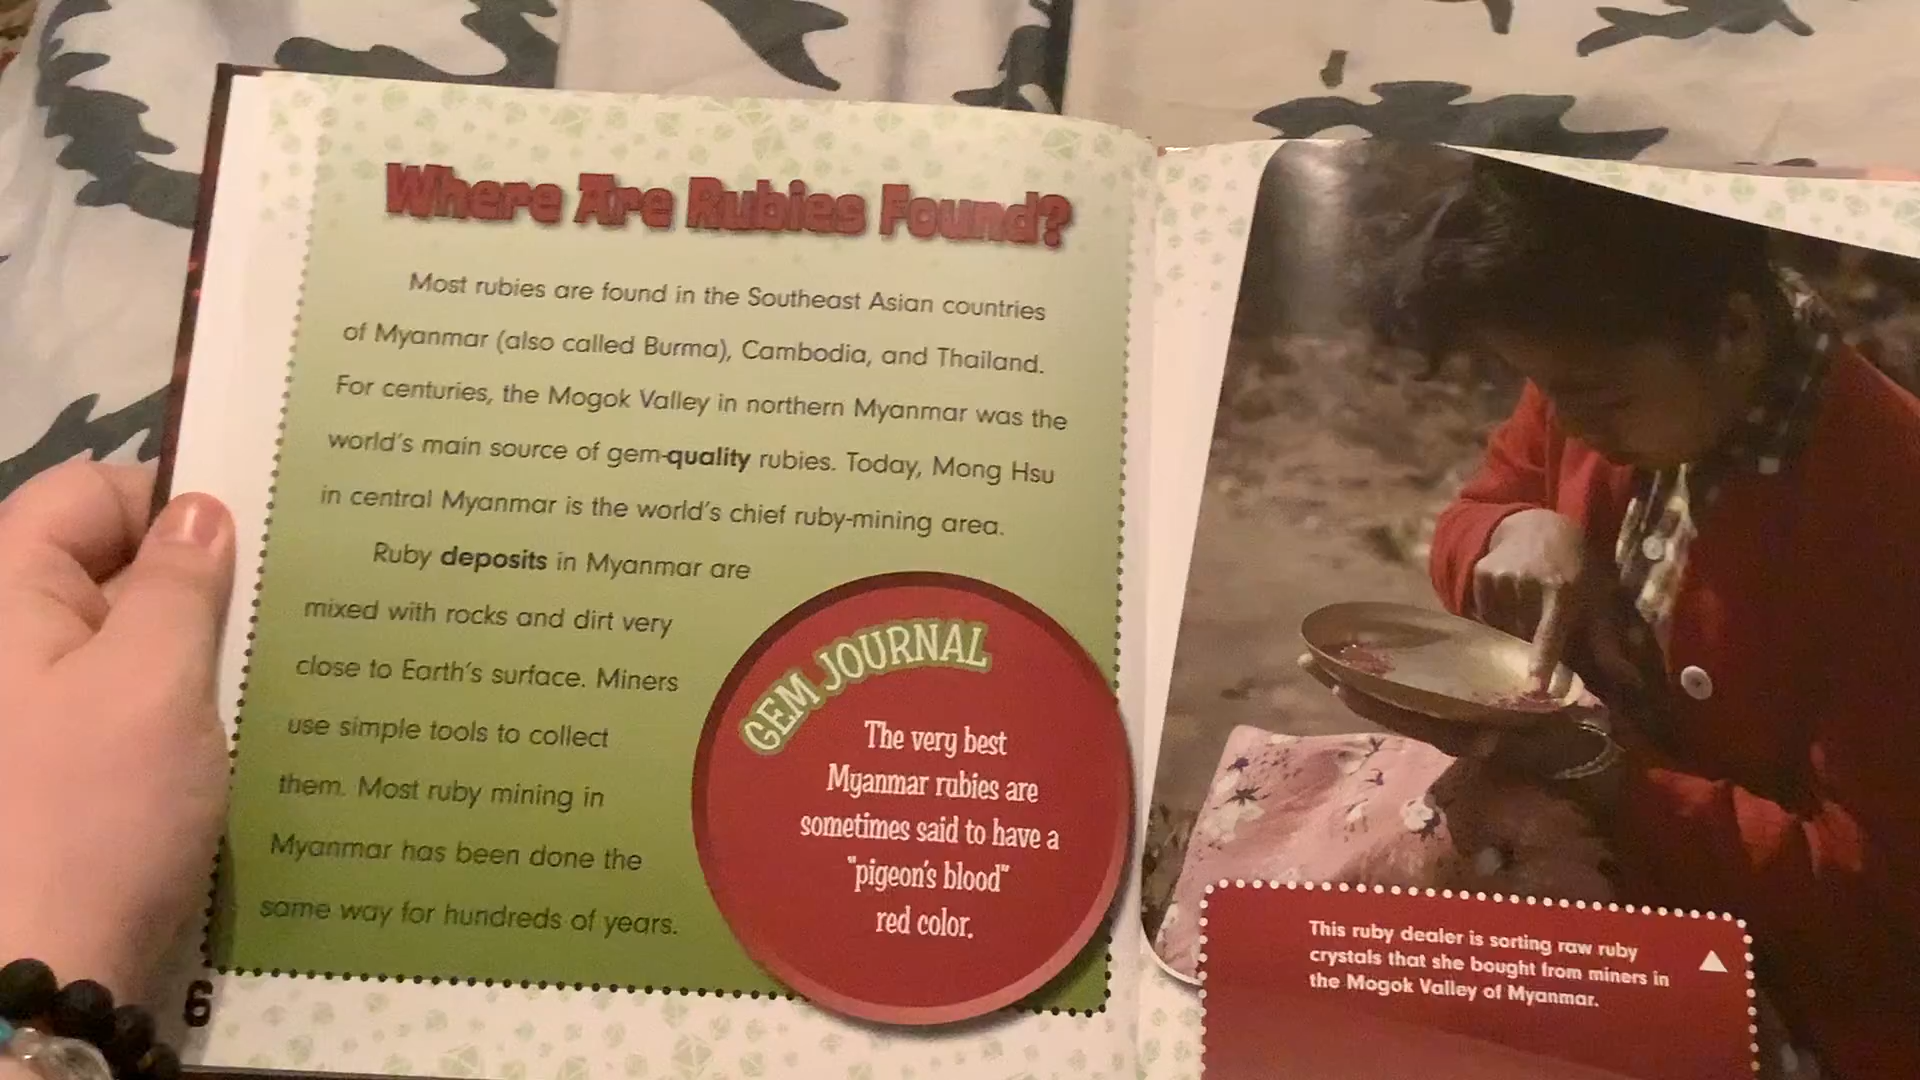 Where Are Rubies Found?
Most rubies are found in the Southeast Asian countries
of Myanmar (also called Burma), Cambodia, and Thailand.
For centuries, the Mogok Valley in northern Myanmar was the
world's main source of gem-quality rubies. Today, Mong Hsu
in central Myanmar is the world's chief ruby-mining area.
Ruby deposits in Myanmar are
mixed with rocks and dirt very
close to Earth's surface. Miners
use simple tools to collect
them. Most ruby mining in
Myanmar has been done the
same way for hundreds of years.
GEM JOURNAL
The very best
Myanmar rubies are
sometimes said to have a
"pigeon's blood"
red color.
6
This ruby dealer is sorting raw ruby
crystals that she bought from miners in
the Mogok Valley of Myanmar.